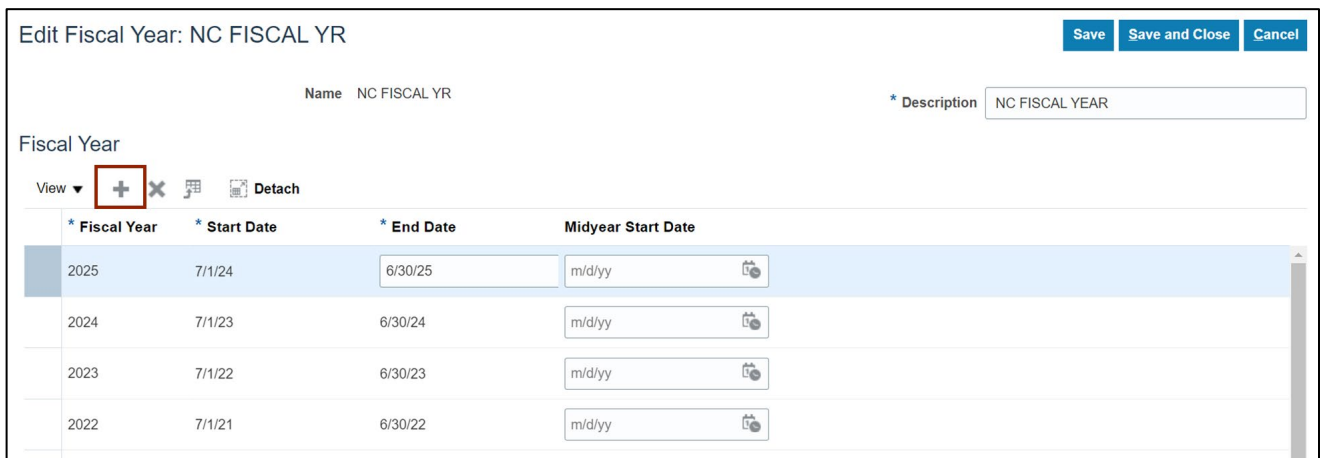 Edit Fiscal Year: NC FISCAL YR
Save Save and Close Cancel
Name NC FISCAL YR
* Description NC FISCAL YEAR
Fiscal Year
View Detach
* Fiscal Year * Start Date * End Date Midyear Start Date
2025 7/1/24 6/30/25 m/d/yy
2024 7/1/23 6/30/24 m/d/yy
2023 7/1/22 6/30/23 m/d/yy
2022 7/1/21 6/30/22 m/d/yy